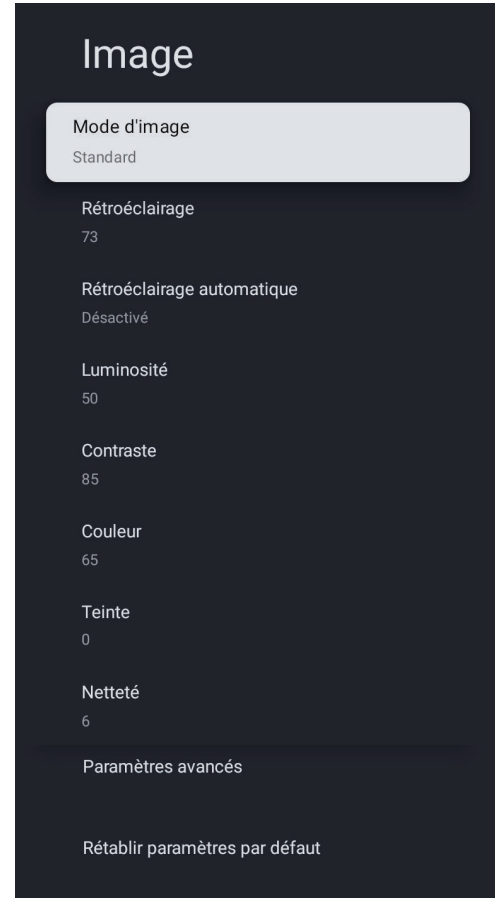 Image
Mode d'image
Standard
Rétroéclairage
73
Rétroéclairage automatique
Désactivé
Luminosité
50
Contraste
85
Couleur
65
Teinte
0
Netteté
6
Paramètres avancés
Rétablir paramètres par défaut